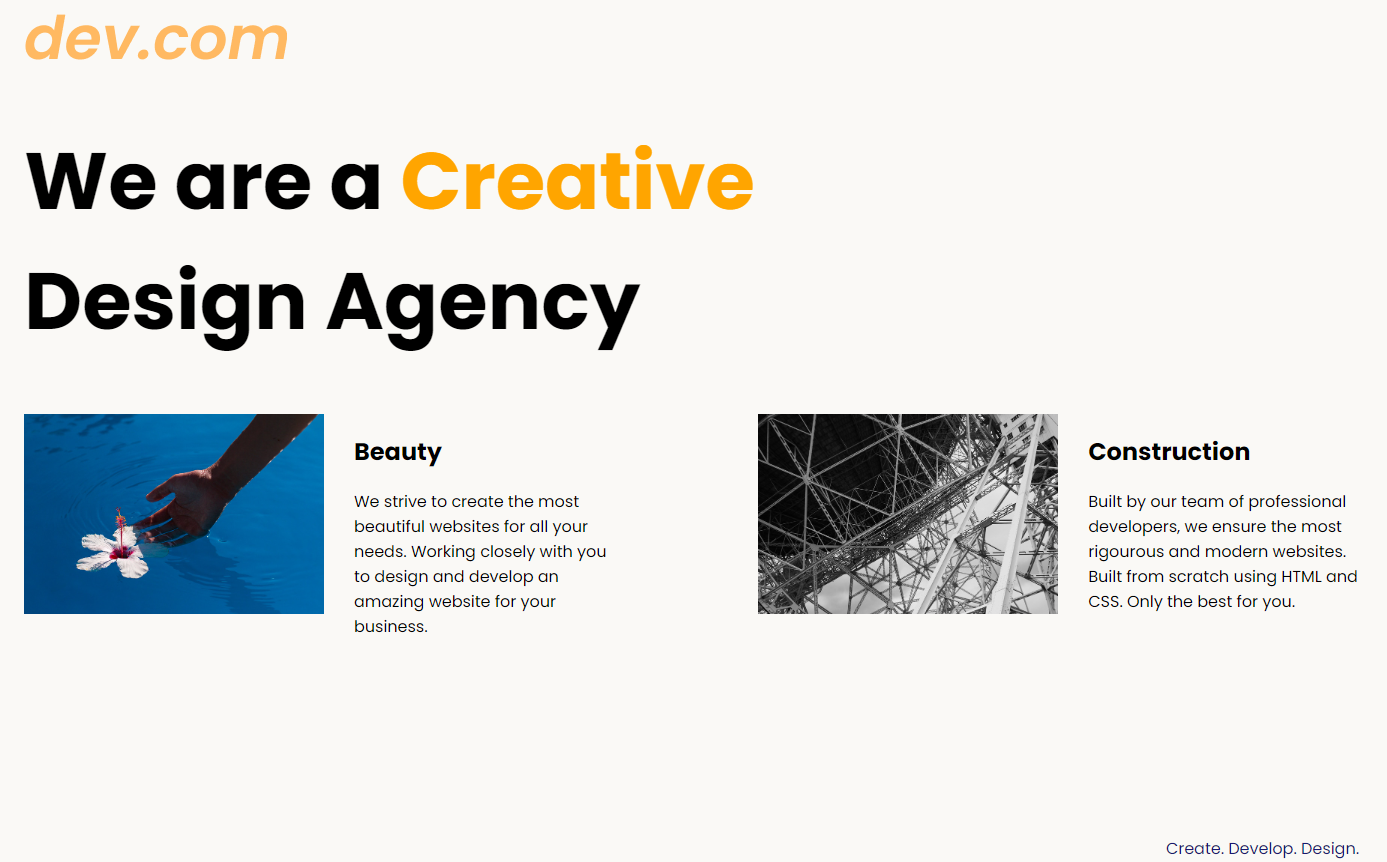 dev.com
We are a Creative
Design Agency
Beauty
We strive to create the most
beautiful websites for all your
needs. Working closely with you
to design and develop an
amazing website for your
business.
Construction
Built by our team of professional
developers, we ensure the most
rigourous and modern websites.
Built from scratch using HTML and
CSS. Only the best for you.
Create. Develop. Design.